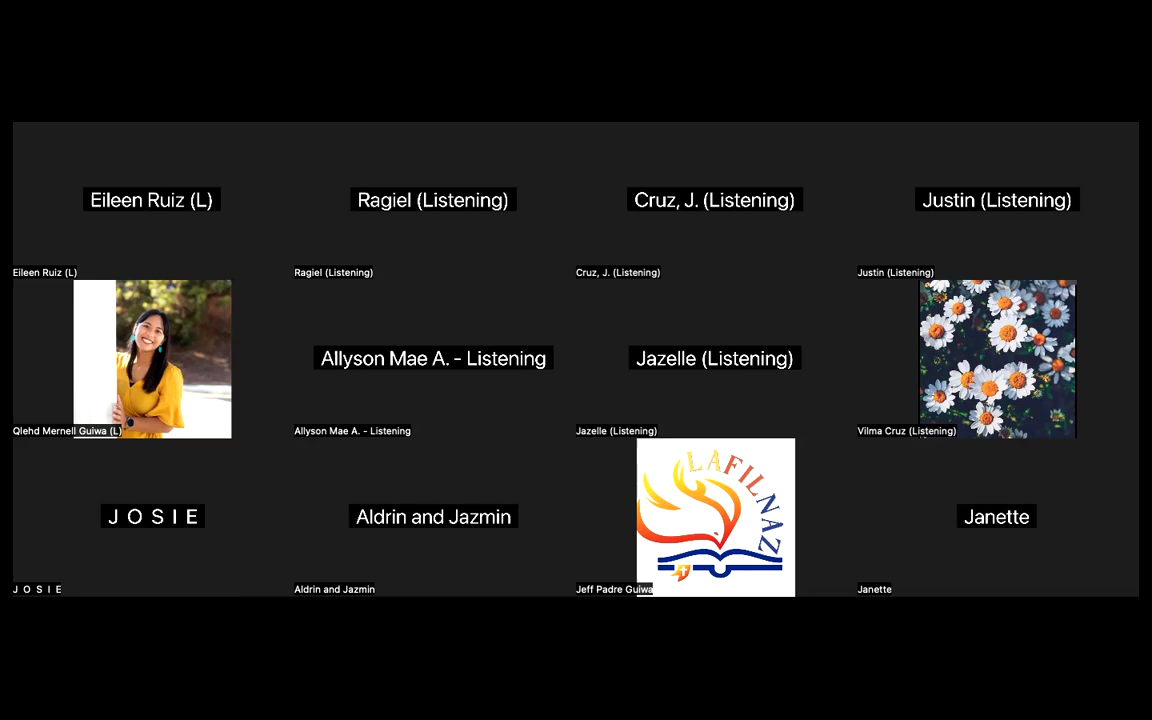 Eileen Ruiz (L)
Ragiel (Listening)
Cruz, J. (Listening)
Justin (Listening)
Eileen Ruiz (L)
Ragiel (Listening)
Cruz, J. (Listening)
Justin (Listening)
Allyson Mae A. - Listening
Jazelle (Listening)
Qlehd Mernell Guiwa (L)
Allyson Mae A. - Listening
Jazelle (Listening)
Vilma Cruz (Listening)
LAFILNAZ
J O S I E
Aldrin and Jazmin
Janette
J O S I E
Aldrin and Jazmin
Jeff Padre Guiwa
Janette